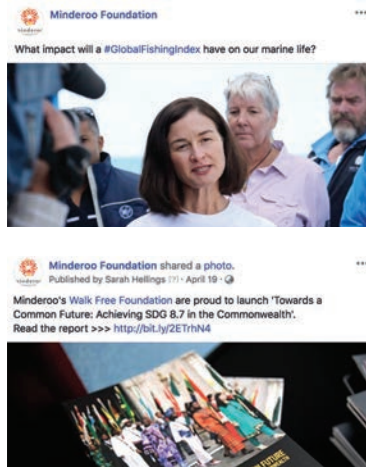 Minderoo Foundation
What impact will a #GlobalFishingIndex have on our marine life?
Minderoo Foundation shared a photo.
Published by Sarah Hellings [?] · April 19 ·
Minderoo's Walk Free Foundation are proud to launch 'Towards a
Common Future: Achieving SDG 8.7 in the Commonwealth'.
Read the report >>> http://bit.ly/2ETrhN4
FUTURE